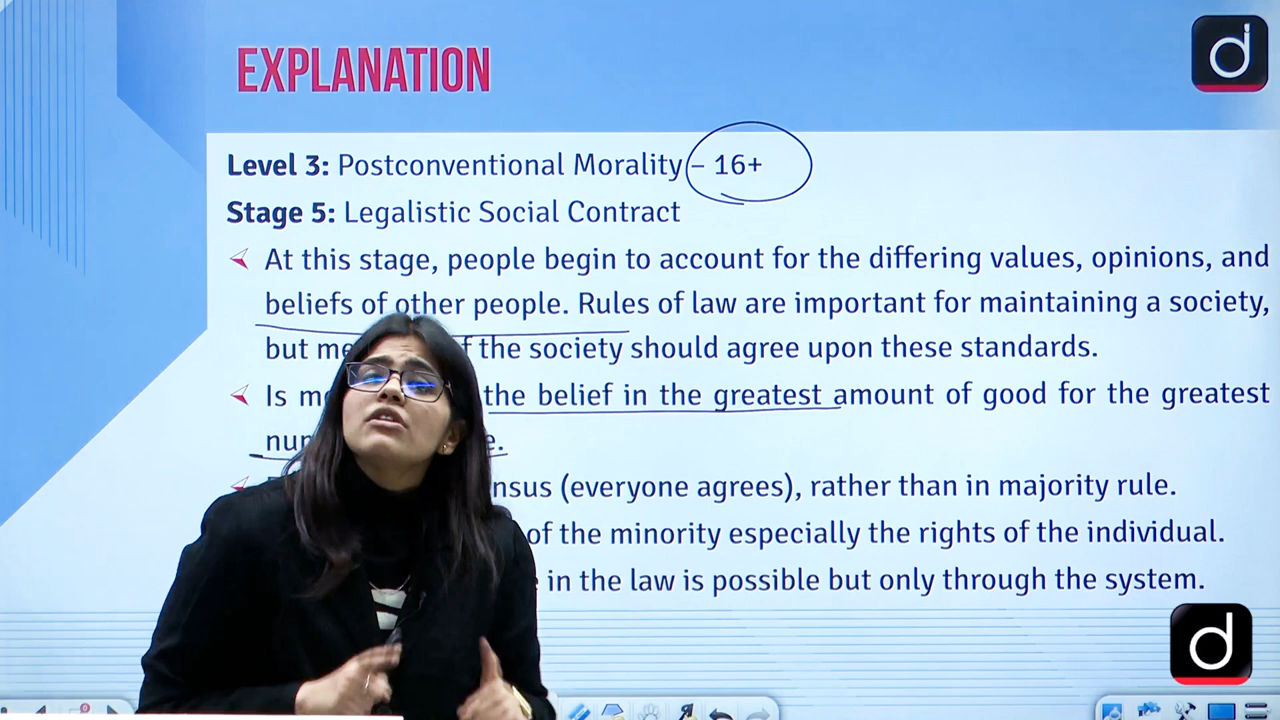 EXPLANATION
Level 3: Postconventional Morality – 16+
Stage 5: Legalistic Social Contract
At this stage, people begin to account for the differing values, opinions, and
beliefs of other people. Rules of law are important for maintaining a society,
but the society should agree upon these standards.
Is the belief in the greatest amount of good for the greatest
(everyone agrees), rather than in majority rule.
of the minority especially the rights of the individual.
in the law is possible but only through the system.
d
d